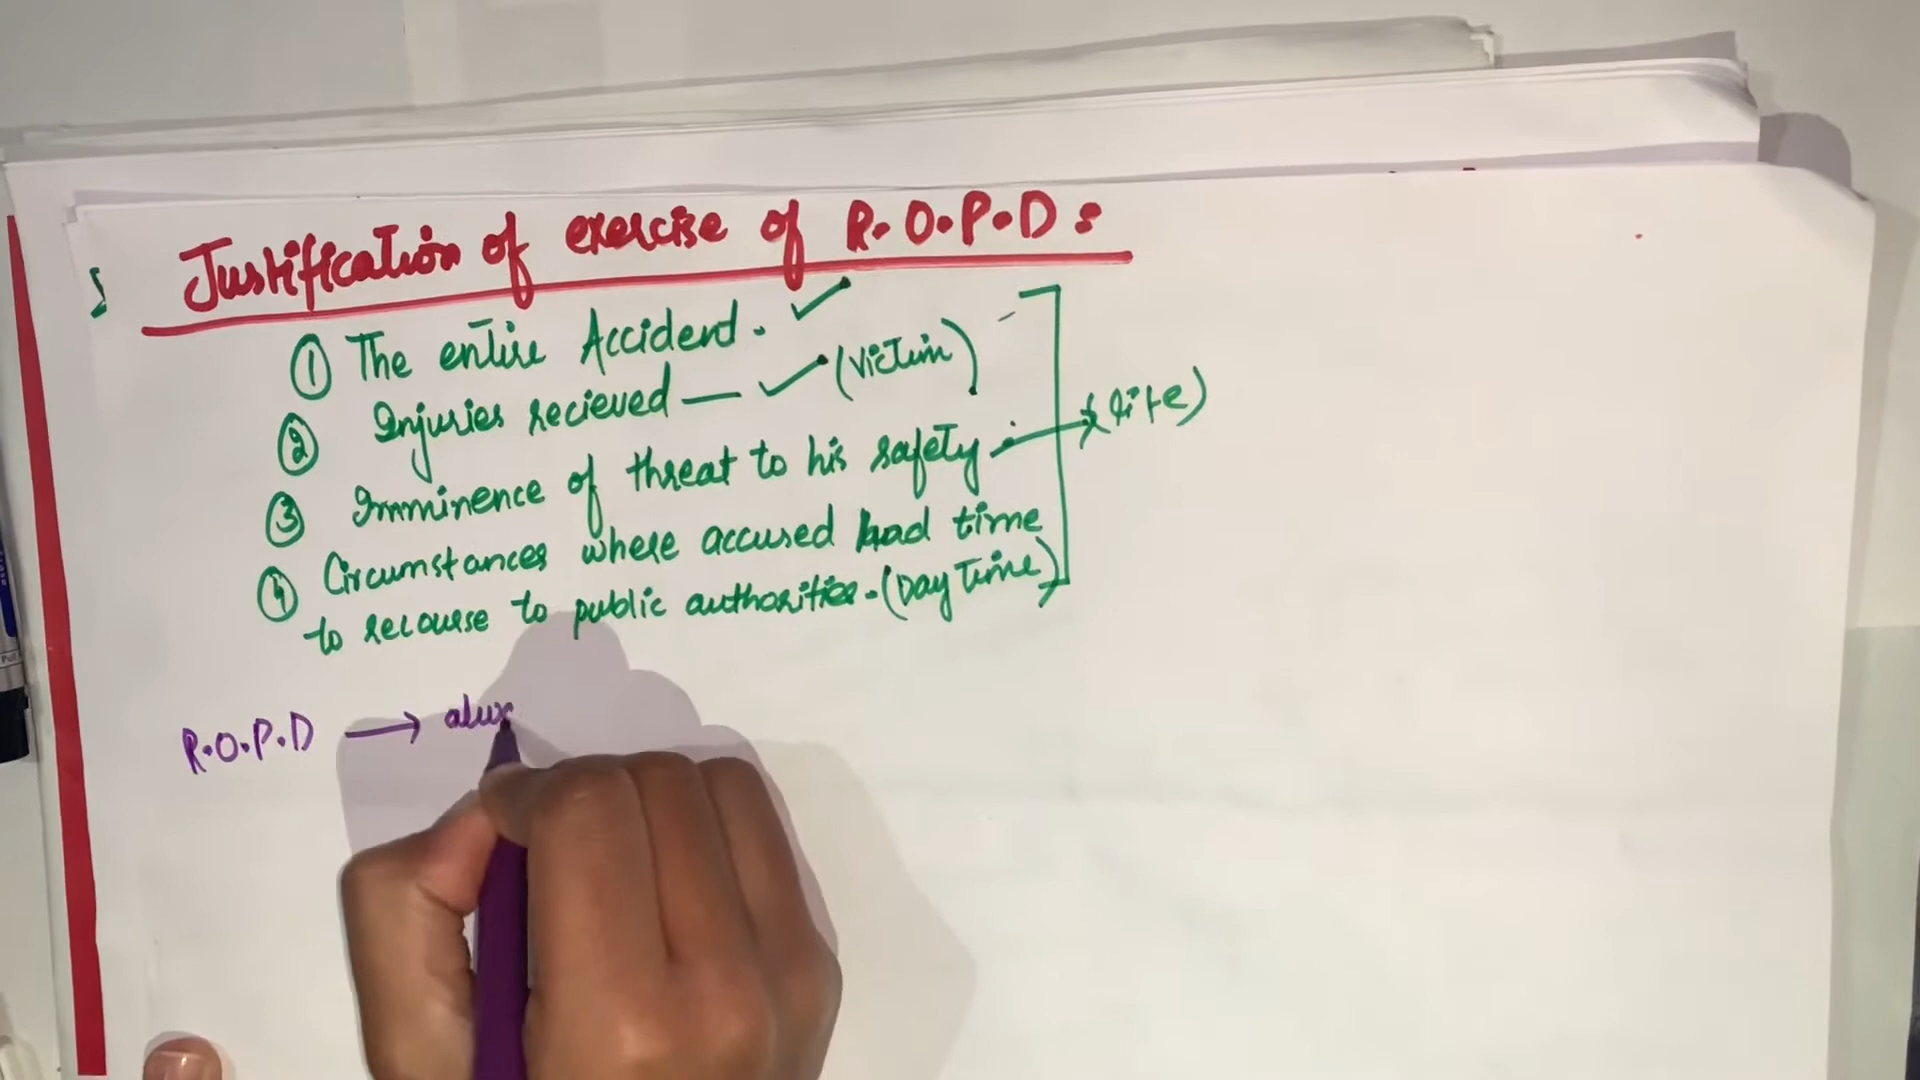 Justification of exercise of R.O.P.D :
① The entire Accident. ✓
② Injuries recieved — ✓ (Victim)
③ Imminence of threat to his safety → (life)
④ Circumstances where accused had time
to recourse to public authorities. (Day Time)
R.O.P.D →